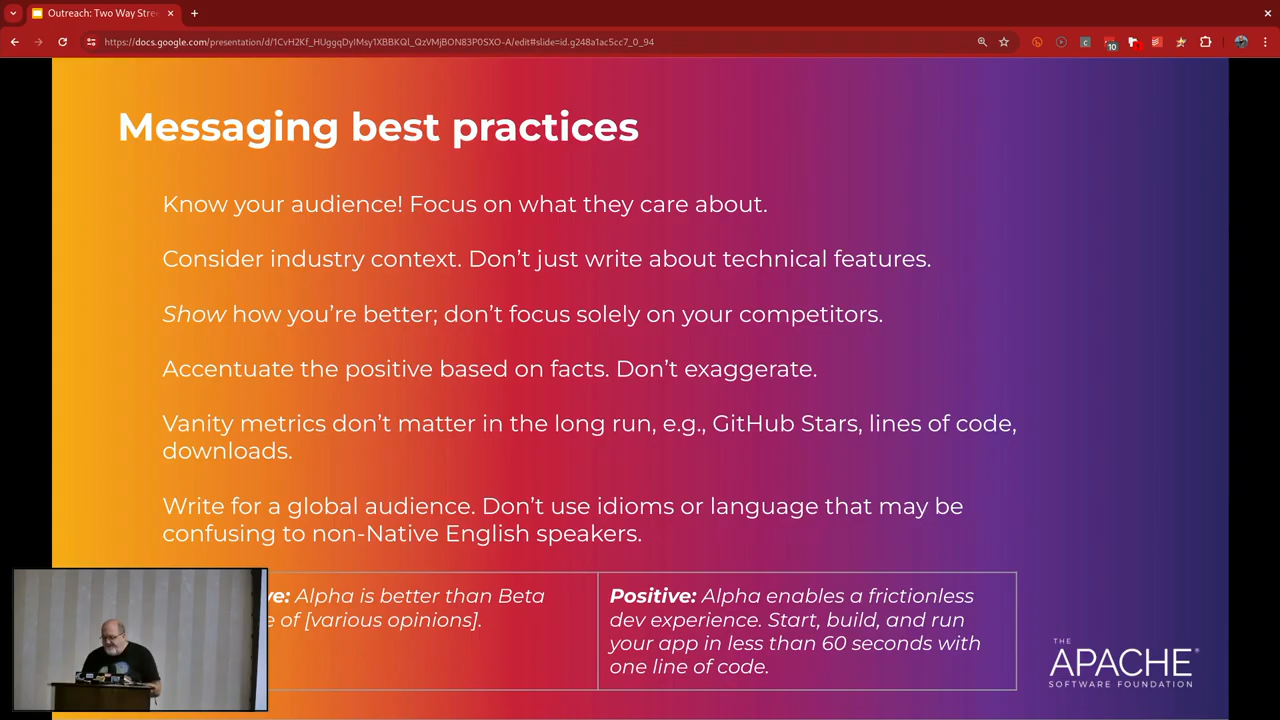 Outreach: Two Way Stre
https://docs.google.com/presentation/d/1CvH2Kf_HUggqDyIMsy1XBBKQl_QzVMjBON83P0SXO-A/edit#slide=id.g248a1ac5cc7_0_94
10
Messaging best practices
Know your audience! Focus on what they care about.
Consider industry context. Don’t just write about technical features.
Show how you’re better; don’t focus solely on your competitors.
Accentuate the positive based on facts. Don’t exaggerate.
Vanity metrics don’t matter in the long run, e.g., GitHub Stars, lines of code,
downloads.
Write for a global audience. Don’t use idioms or language that may be
confusing to non-Native English speakers.
ve: Alpha is better than Beta
e of [various opinions].
Positive: Alpha enables a frictionless
dev experience. Start, build, and run
your app in less than 60 seconds with
one line of code.
THE
APACHE
SOFTWARE FOUNDATION